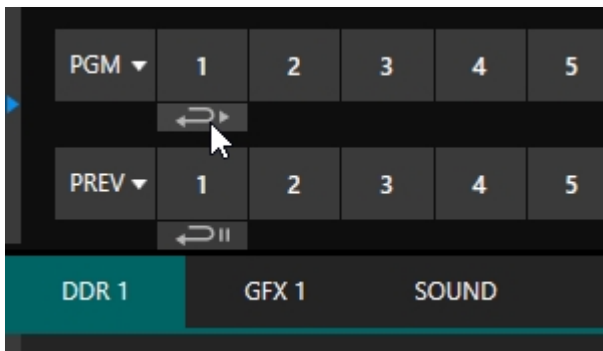 PGM 1 2 3 4 5
PREV 1 2 3 4 5
DDR 1 GFX 1 SOUND